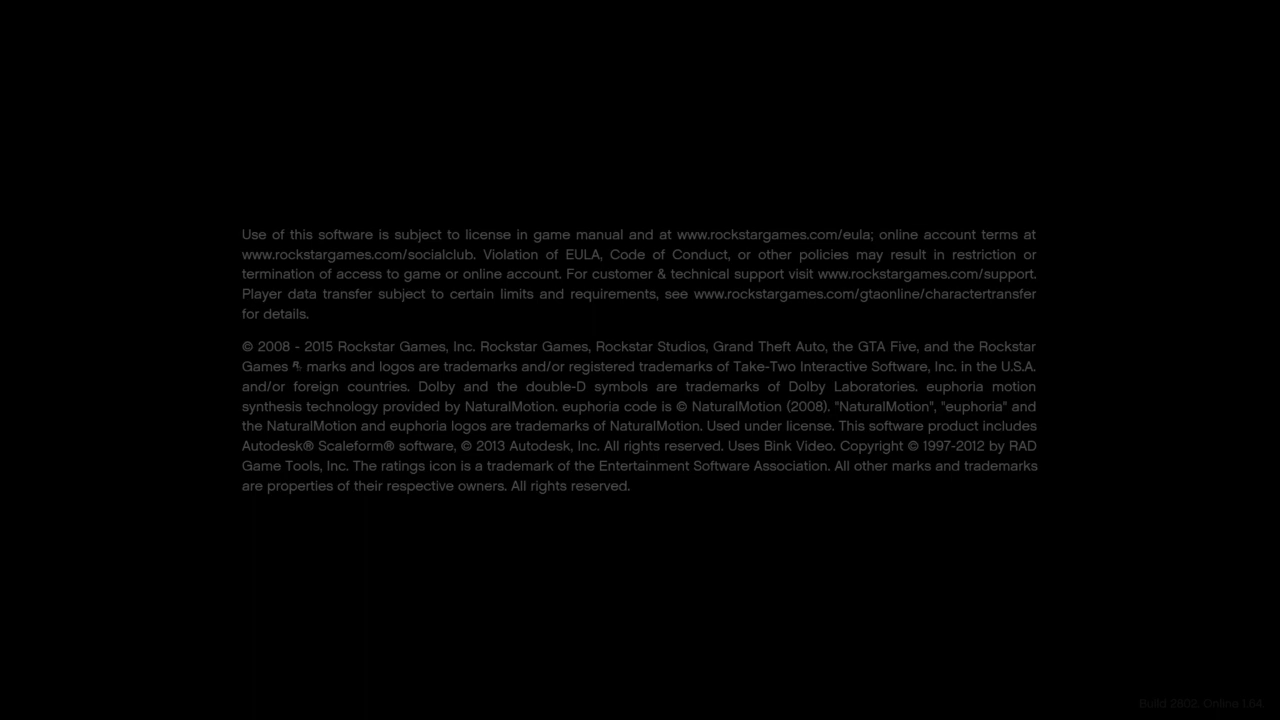 Use of this software is subject to license in game manual and at www.rockstargames.com/eula; online account terms at
www.rockstargames.com/socialclub. Violation of EULA, Code of Conduct, or other policies may result in restriction or
termination of access to game or online account. For customer & technical support visit www.rockstargames.com/support.
Player data transfer subject to certain limits and requirements, see www.rockstargames.com/gtaonline/charactertransfer
for details.
© 2008 - 2015 Rockstar Games, Inc. Rockstar Games, Rockstar Studios, Grand Theft Auto, the GTA Five, and the Rockstar
Games R* marks and logos are trademarks and/or registered trademarks of Take-Two Interactive Software, Inc. in the U.S.A.
and/or foreign countries. Dolby and the double-D symbols are trademarks of Dolby Laboratories. euphoria motion
synthesis technology provided by NaturalMotion. euphoria code is © NaturalMotion (2008). "NaturalMotion", "euphoria" and
the NaturalMotion and euphoria logos are trademarks of NaturalMotion. Used under license. This software product includes
Autodesk® Scaleform® software, © 2013 Autodesk, Inc. All rights reserved. Uses Bink Video. Copyright © 1997-2012 by RAD
Game Tools, Inc. The ratings icon is a trademark of the Entertainment Software Association. All other marks and trademarks
are properties of their respective owners. All rights reserved.
Build 2802, Online 1.64,